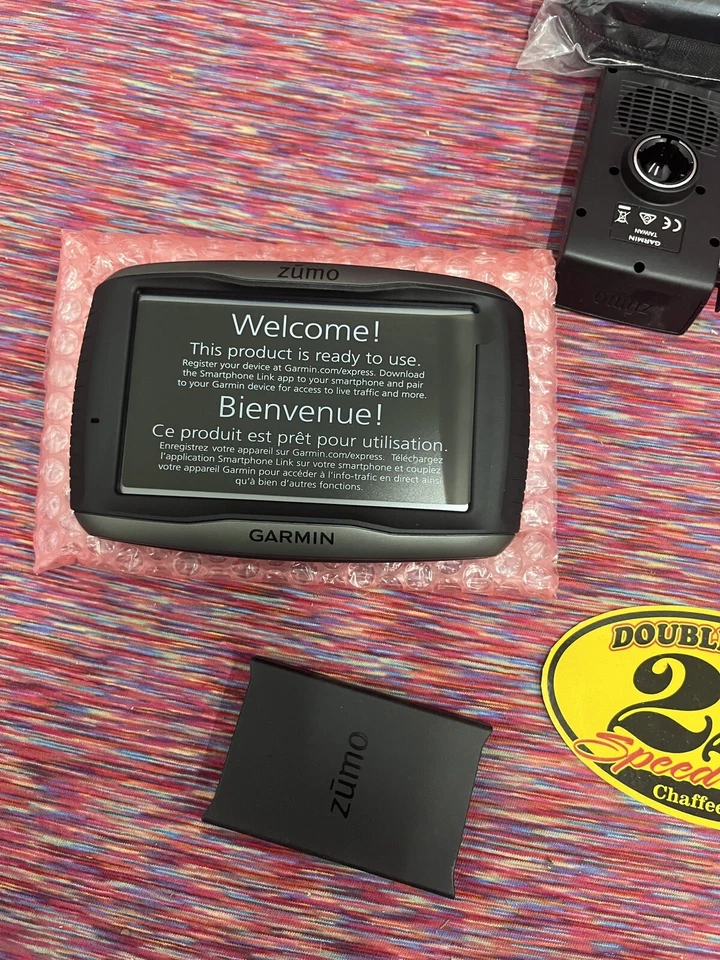 zūmo
Welcome!
This product is ready to use.
Register your device at Garmin.com/express. Download
the Smartphone Link app to your smartphone and pair
to your Garmin device for access to live traffic and more.
Bienvenue!
Ce produit est prêt pour utilisation.
Enregistrez votre appareil sur Garmin.com/express. Téléchargez
l'application Smartphone Link sur votre smartphone et couplez
votre appareil Garmin pour accéder à l'info-trafic en direct ainsi
qu'à bien d'autres fonctions.
GARMIN
CE
GARMIN
TAIWAN
zūmo
zūmo
DOUBL
2
Speed
Chaffee